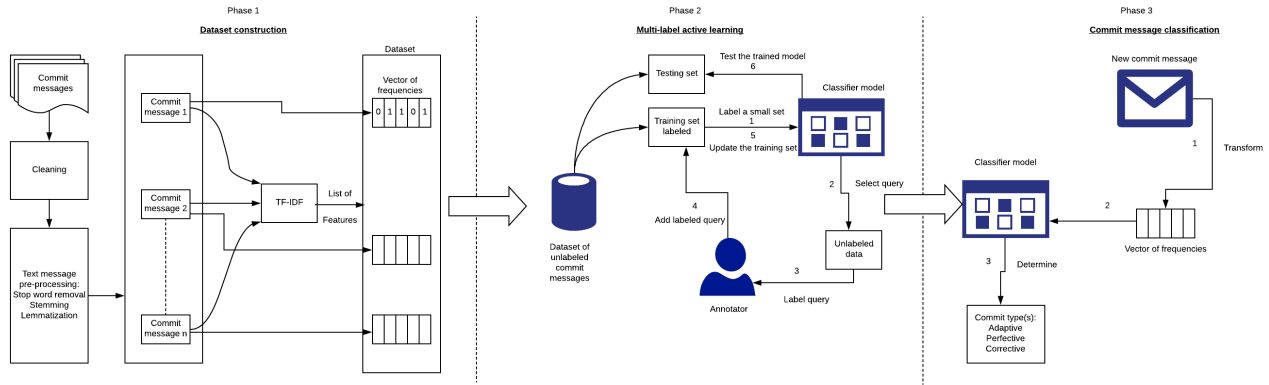 Phase 1
Dataset construction
Commit
messages
Cleaning
Text message
pre-processing:
Stop word removal
Stemming
Lemmatization
Commit
message 1
Commit
message 2
Commit
message n
TF-IDF
List of
Features
Dataset
Vector of
frequencies
0 1 1 0 1
Phase 2
Multi-label active learning
Dataset of
unlabeled
commit
messages
Testing set
Training set
labeled
Test the trained model
6
Label a small set
1
5
Update the training set
Classifier model
2
Select query
Unlabeled
data
3
Label query
4
Add labeled query
Annotator
Phase 3
Commit message classification
New commit message
1
Transform
Vector of frequencies
2
Classifier model
3
Determine
Commit type(s):
Adaptive
Perfective
Corrective